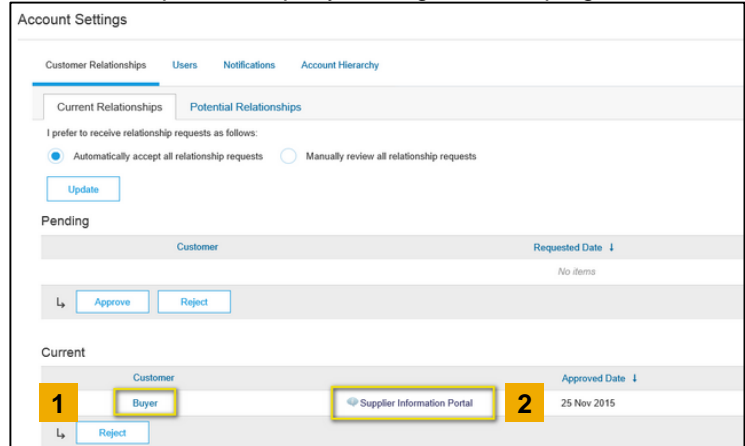 Account Settings
Customer Relationships Users Notifications Account Hierarchy
Current Relationships Potential Relationships
I prefer to receive relationship requests as follows:
Automatically accept all relationship requests Manually review all relationship requests
Update
Pending
Customer Requested Date ↓
No items
↳ Approve Reject
Current
Customer Approved Date ↓
1 Buyer Supplier Information Portal 2 25 Nov 2015
↳ Reject